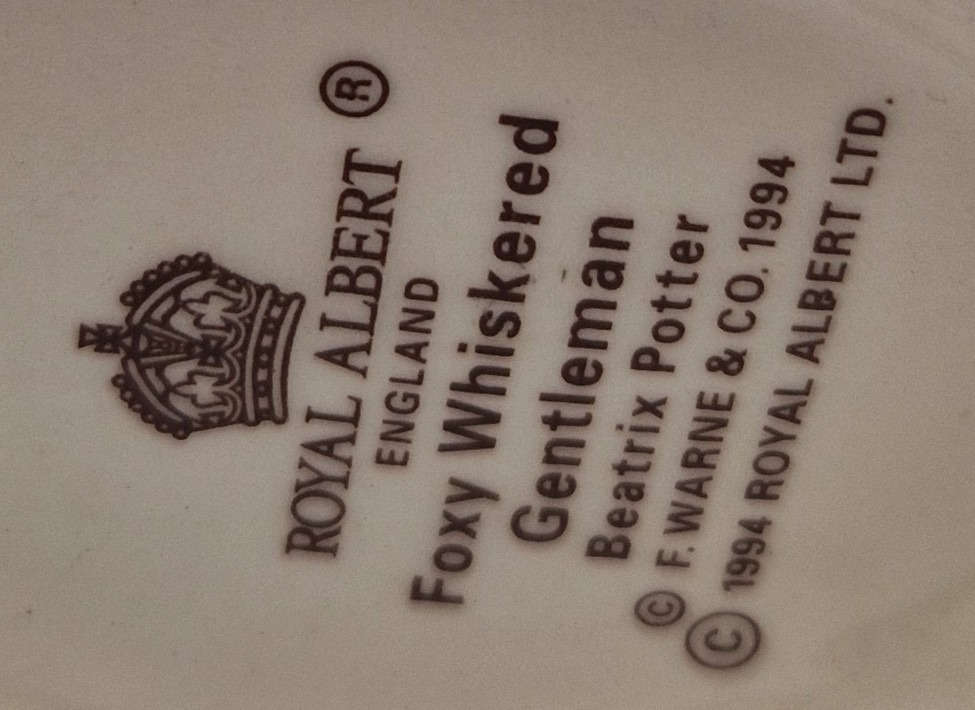 ROYAL ALBERT ®
ENGLAND
Foxy Whiskered
Gentleman
Beatrix Potter
© F. WARNE & CO. 1994
© 1994 ROYAL ALBERT LTD.